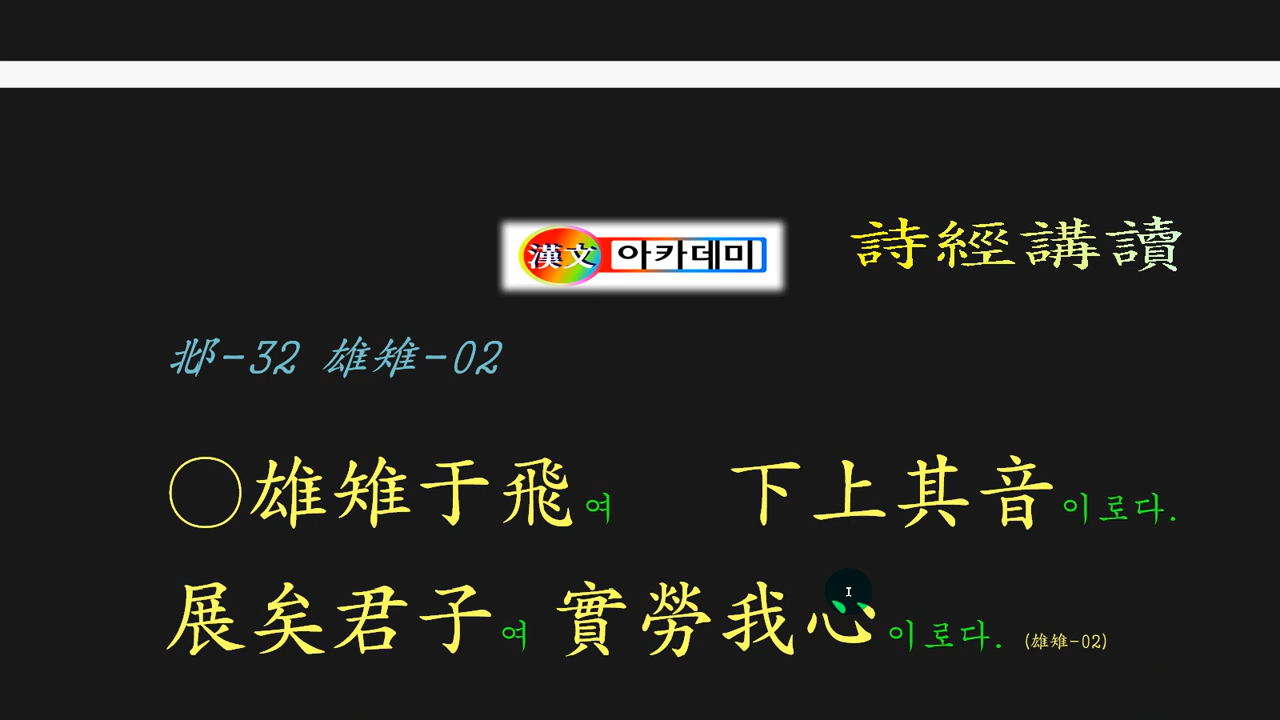 漢文 아카데미 詩經講讀
邶-32 雄雉-02
○雄雉于飛여 下上其音이로다.
展矣君子여 實勞我心이로다. (雄雉-02)